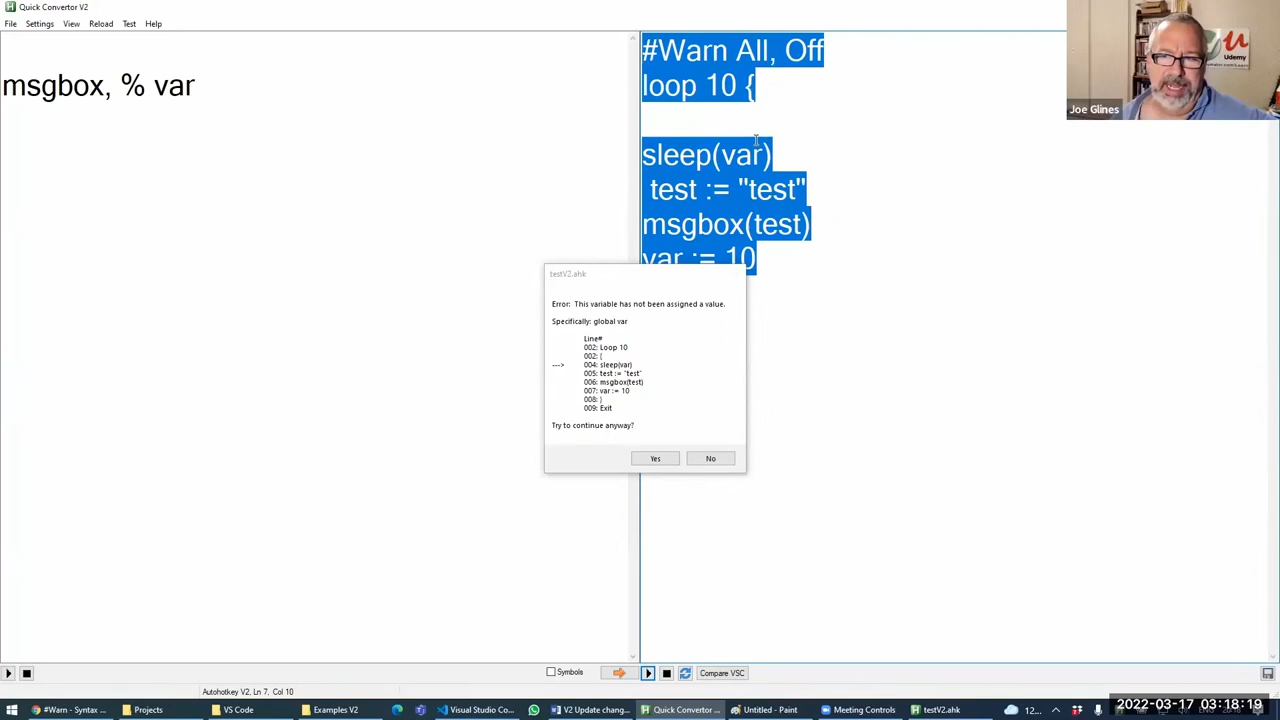 Quick Convertor V2
File Settings View Reload Test Help
msgbox, % var
#Warn All, Off
loop 10 {
sleep(var)
test := "test"
msgbox(test)
var := 10
Udemy
Joe Glines
testV2.ahk
Error: This variable has not been assigned a value.
Specifically: global var
Line#
002: Loop 10
002: {
---> 004: sleep(var)
005: test := "test"
006: msgbox(test)
007: var := 10
008: }
009: Exit
Try to continue anyway?
Yes No
Symbols Compare VSC
Autohotkey V2, Ln 7, Col 10
#Warn - Syntax ... Projects VS Code Examples V2 Visual Studio Co... V2 Update chang... Quick Convertor ... Untitled - Paint Meeting Controls testV2.ahk 12...
2022-03-17 03:18:19